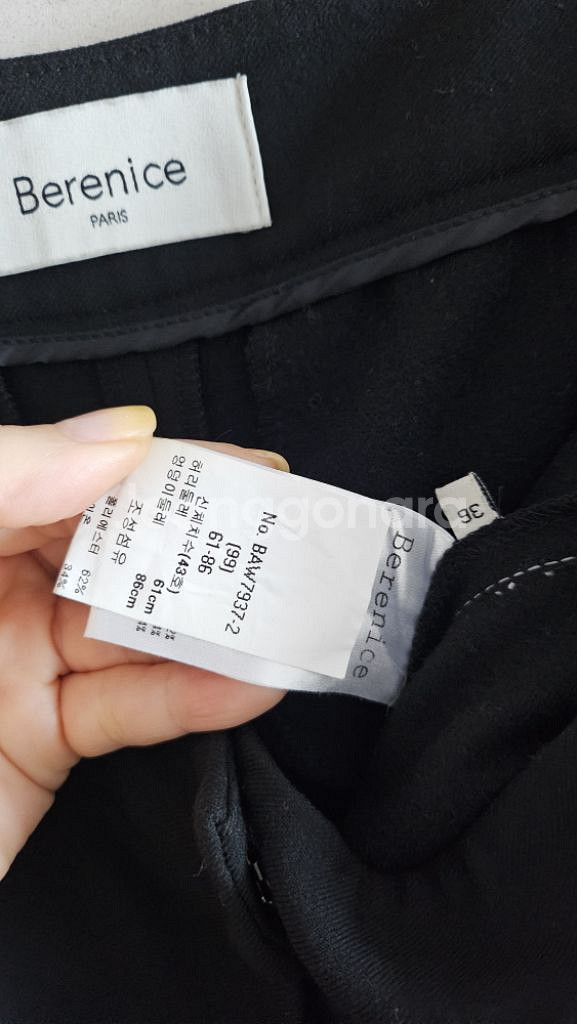 Berenice
PARIS
36
Berenice
No. BAW7937-2
(99)
61-86
신체치수(43호)
허리둘레 61cm
엉덩이둘레 86cm
조성섬유
폴리에스터 62%
34%